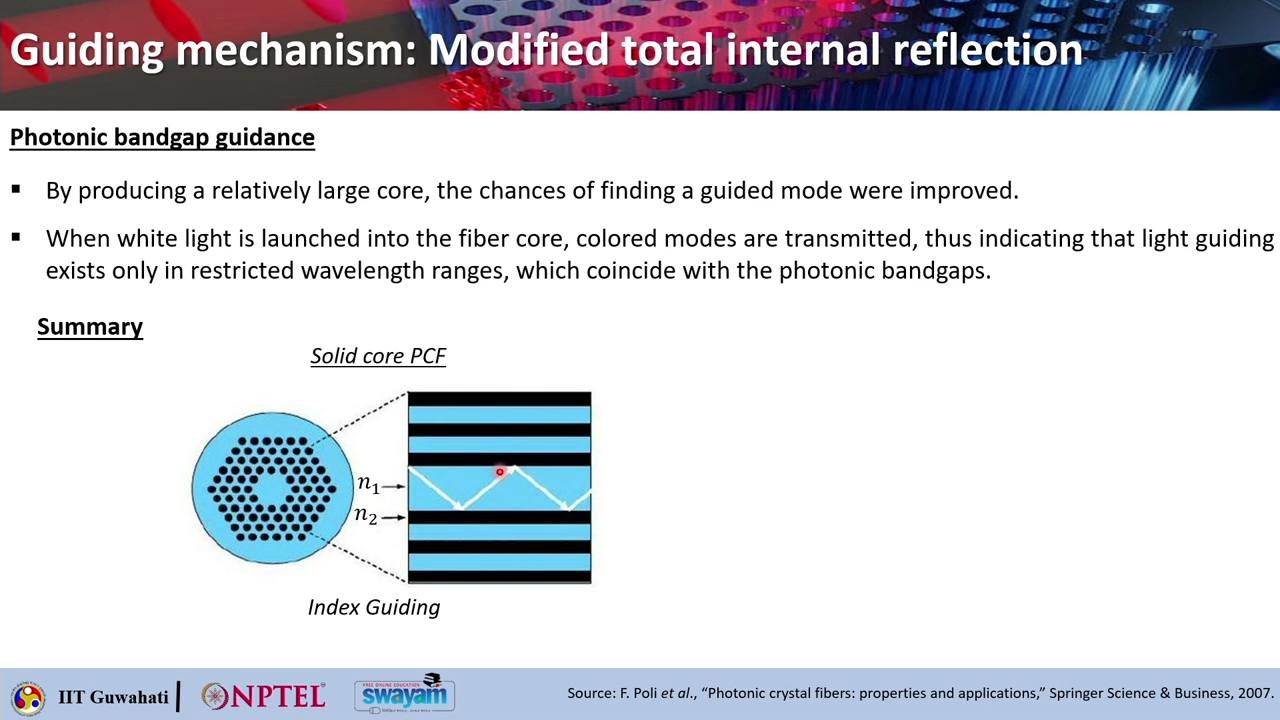 Guiding mechanism: Modified total internal reflection
Photonic bandgap guidance
▪ By producing a relatively large core, the chances of finding a guided mode were improved.
▪ When white light is launched into the fiber core, colored modes are transmitted, thus indicating that light guiding
exists only in restricted wavelength ranges, which coincide with the photonic bandgaps.
Summary
Solid core PCF
n₁
n₂
Index Guiding
IIT Guwahati
NPTEL
FREE ONLINE EDUCATION
swayam
Source: F. Poli et al., “Photonic crystal fibers: properties and applications,” Springer Science & Business, 2007.